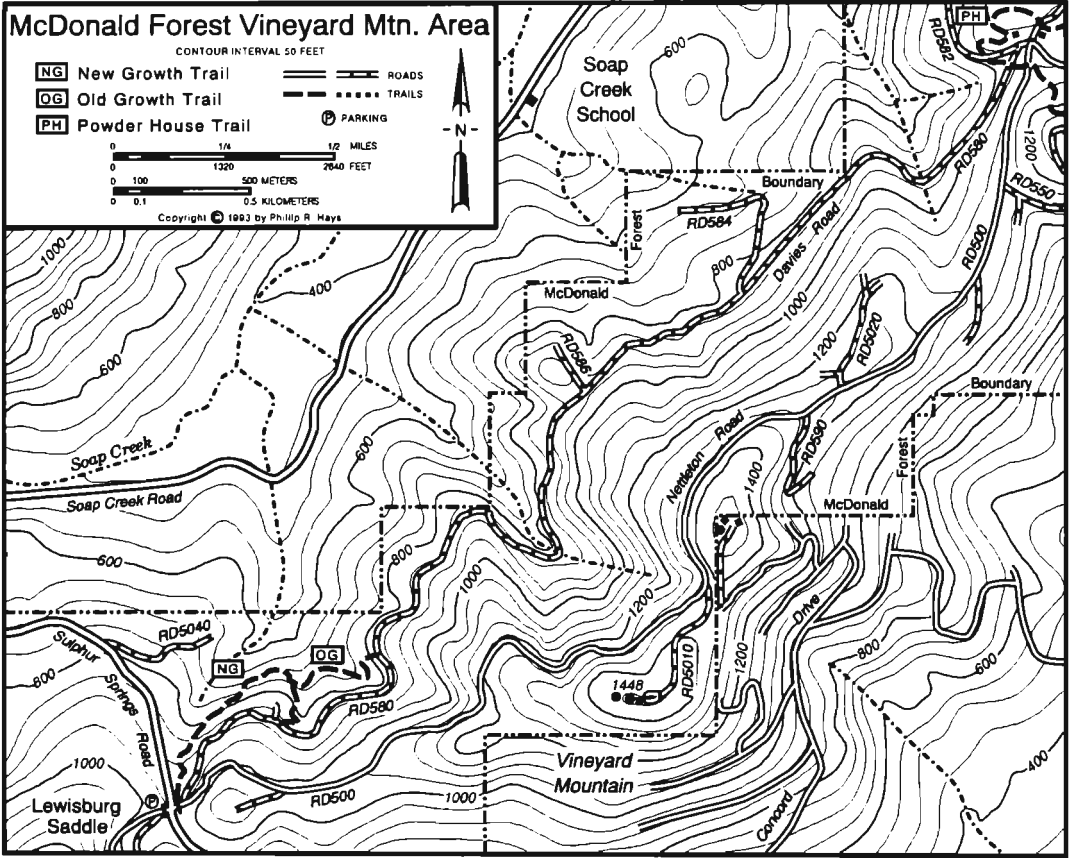 McDonald Forest Vineyard Mtn. Area
CONTOUR INTERVAL 50 FEET
NG New Growth Trail
OG Old Growth Trail
PH Powder House Trail
ROADS
TRAILS
P PARKING
-N-
0 1/4 1/2 MILES
0 1320 2640 FEET
0 100 500 METERS
0 0.1 0.5 KILOMETERS
Copyright © 1993 by Phillip R. Hays
PH
RD582
600
Soap
Creek
School
RD580
1200
RD550
Boundary
Forest
RD584
Davies Road
RD500
1000
800
600
400
800
McDonald
1000
1200
RD5020
RD586
Boundary
Nettleton Road
RD590
Forest
600
1400
Soap Creek
Soap Creek Road
McDonald
600
800
1000
1200
Drive
800
600
Sulphur
Springs
Road
RD5040
NG
OG
800
RD580
1448
RD5010
1200
Vineyard
Mountain
400
1000
P
Lewisburg
Saddle
RD500
1000
Concord